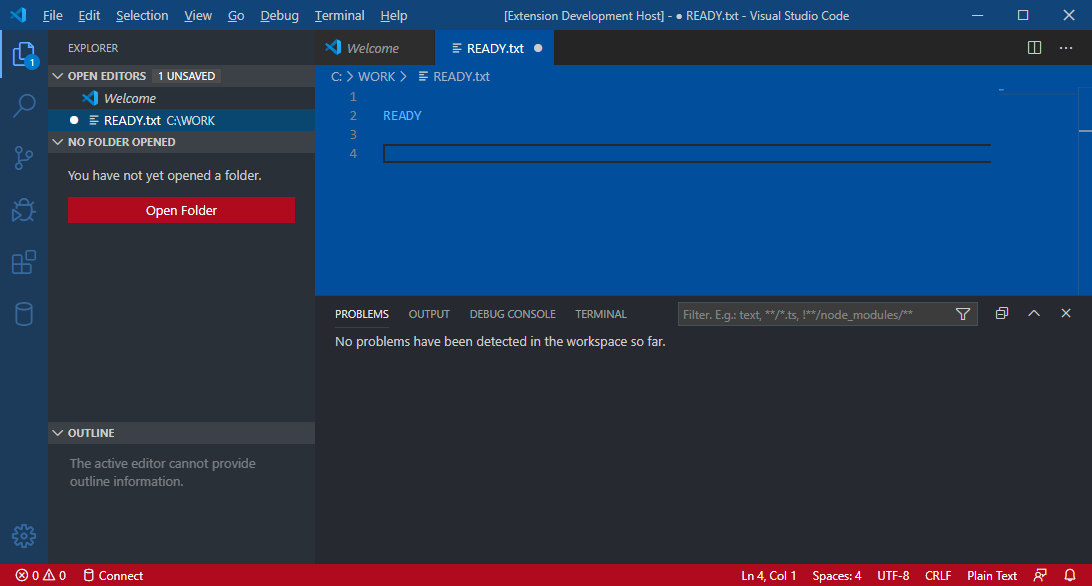 File Edit Selection View Go Debug Terminal Help [Extension Development Host] - ● READY.txt - Visual Studio Code
1
EXPLORER
OPEN EDITORS 1 UNSAVED
Welcome
READY.txt C:\WORK
NO FOLDER OPENED
You have not yet opened a folder.
Open Folder
OUTLINE
The active editor cannot provide
outline information.
Welcome READY.txt
C: WORK READY.txt
1
2 READY
3
4
PROBLEMS OUTPUT DEBUG CONSOLE TERMINAL Filter. E.g.: text, **/*.ts, !**/node_modules/**
No problems have been detected in the workspace so far.
0 0 Connect Ln 4, Col 1 Spaces: 4 UTF-8 CRLF Plain Text